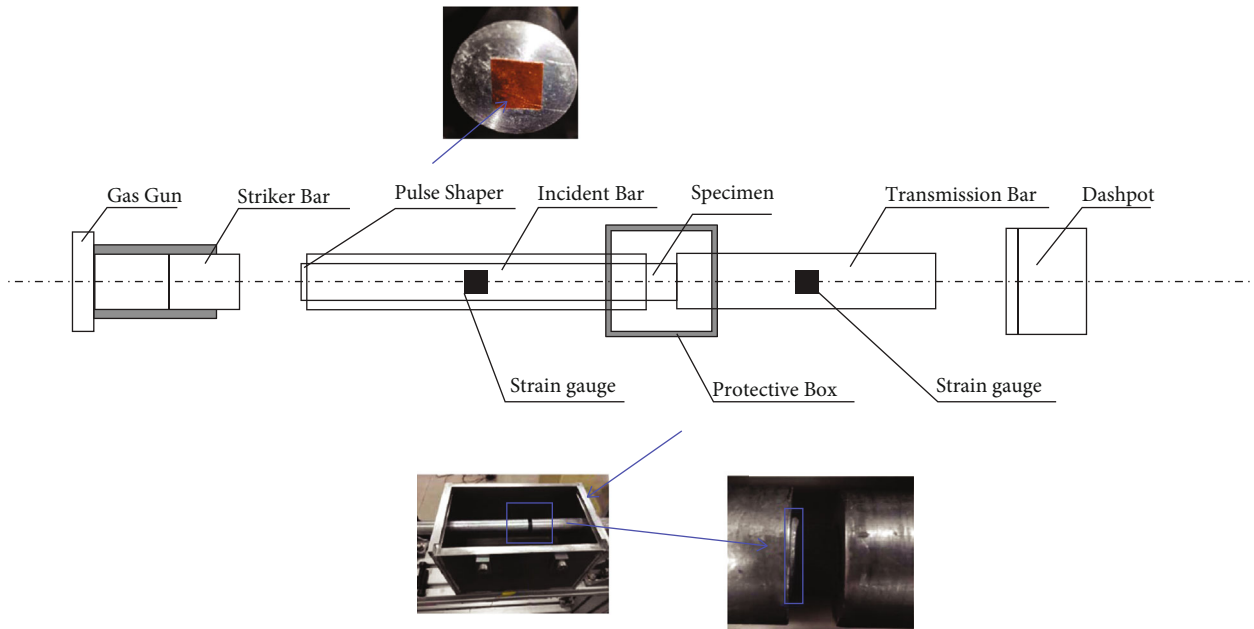 Gas Gun
Striker Bar
Pulse Shaper
Incident Bar
Specimen
Transmission Bar
Dashpot
Strain gauge
Protective Box
Strain gauge